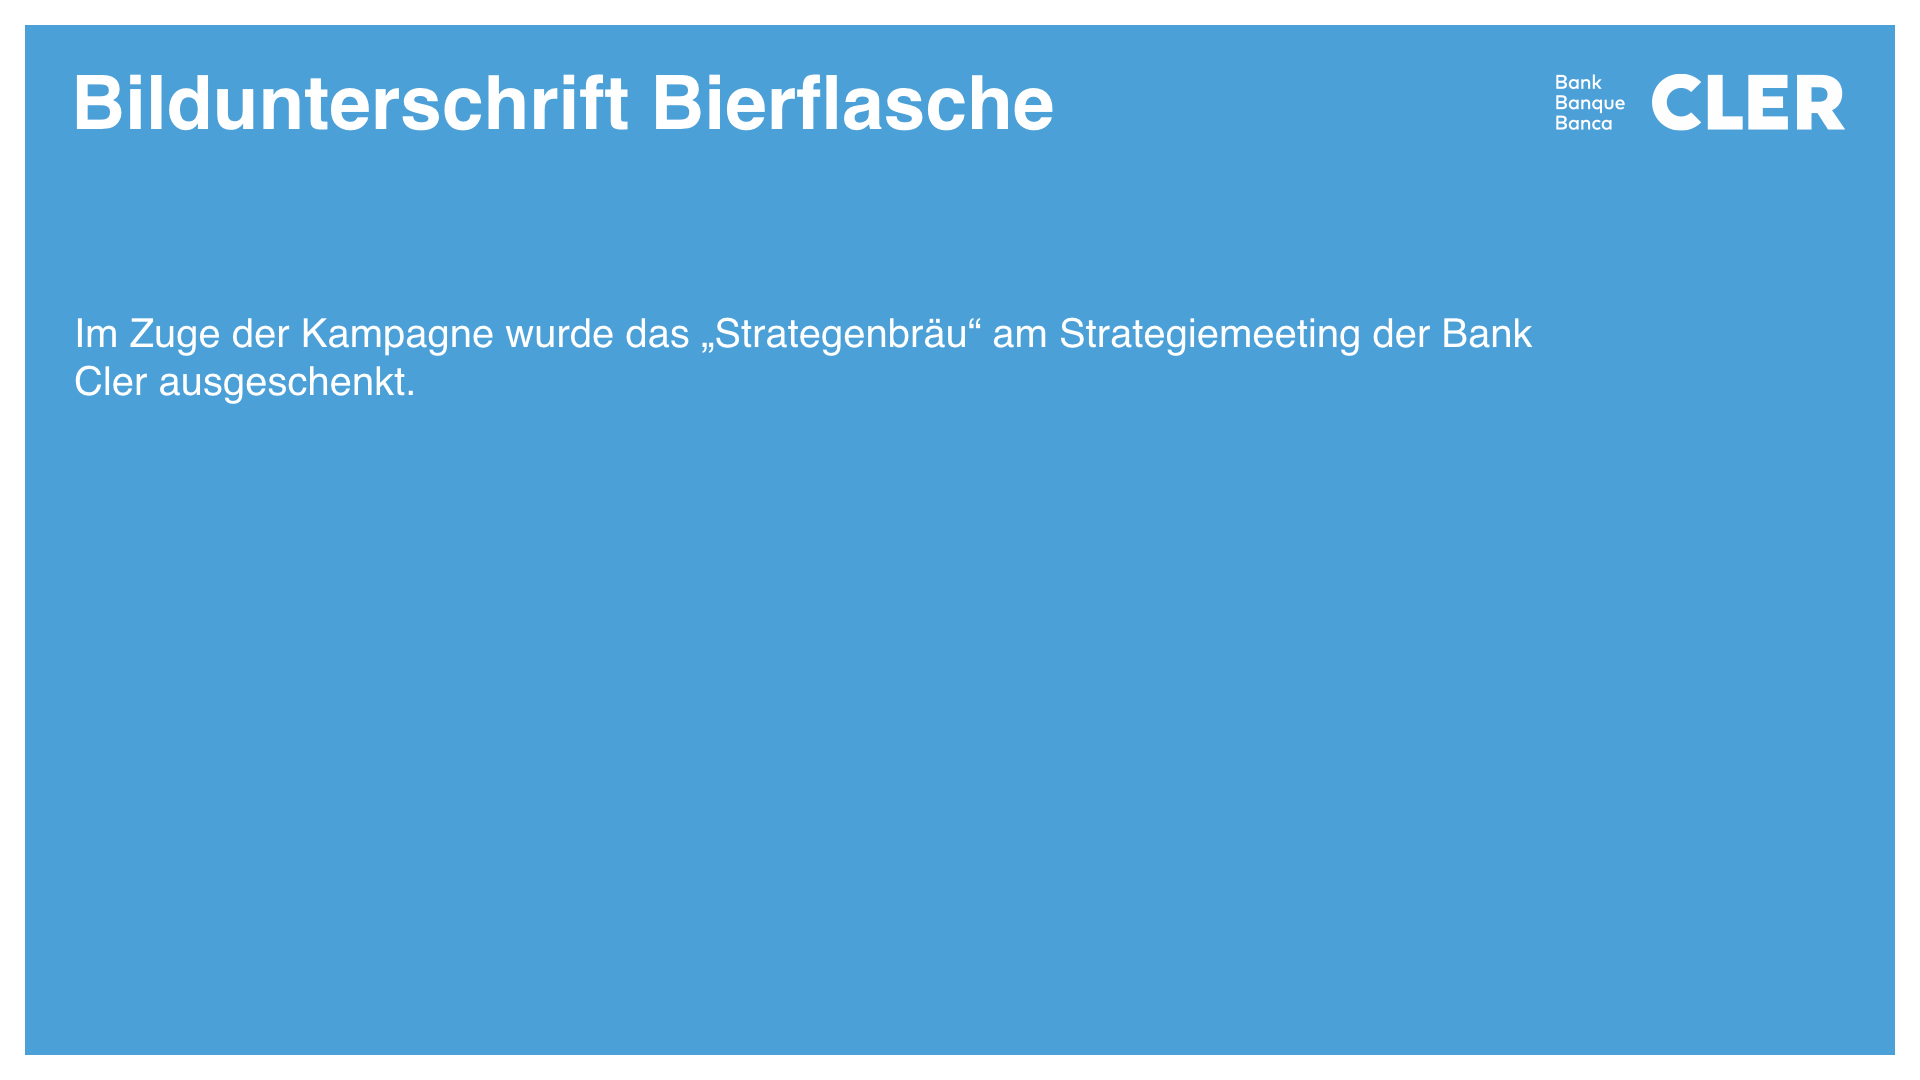 Bildunterschrift Bierflasche
Bank
Banque
Banca
CLER
Im Zuge der Kampagne wurde das „Strategenbräu“ am Strategiemeeting der Bank
Cler ausgeschenkt.